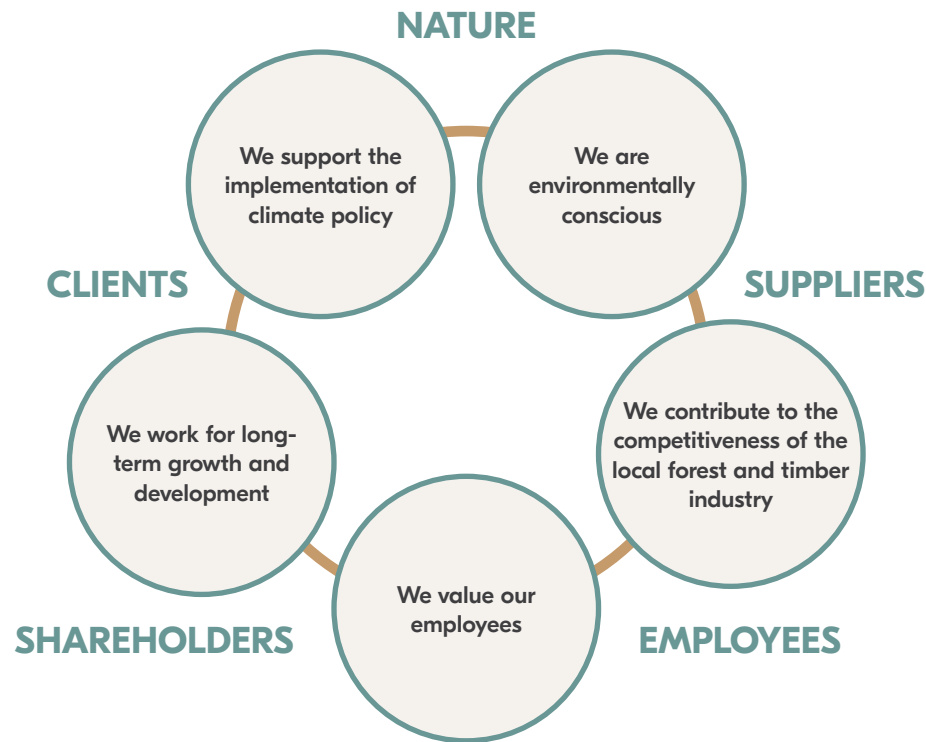 NATURE
We support the
implementation of
climate policy
We are
environmentally
conscious
CLIENTS
SUPPLIERS
We work for long-
term growth and
development
We contribute to the
competitiveness of the
local forest and timber
industry
We value our
employees
SHAREHOLDERS
EMPLOYEES